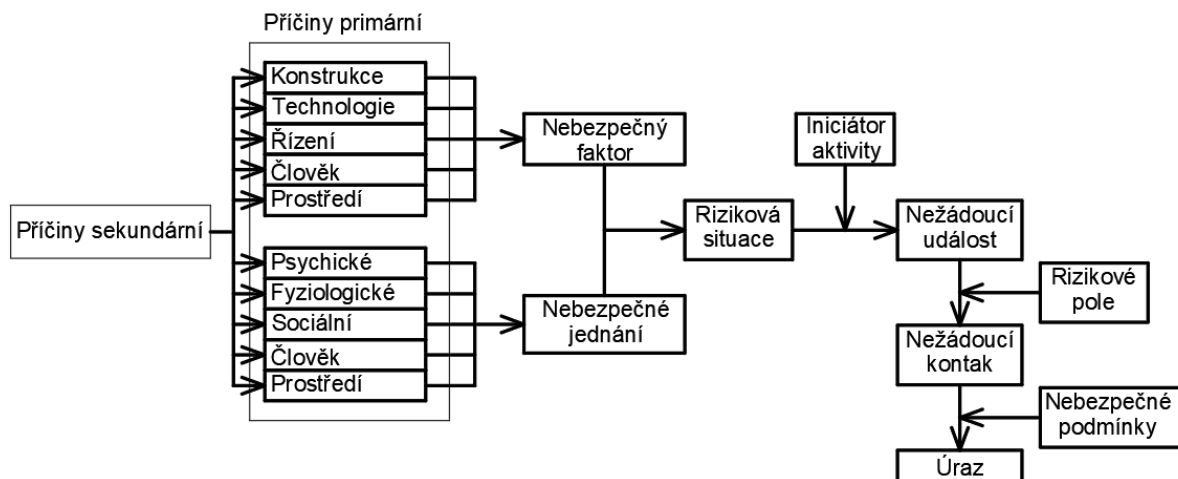 Příčiny primární
Konstrukce
Technologie
Řízení
Člověk
Prostředí
Příčiny sekundární
Psychické
Fyziologické
Sociální
Člověk
Prostředí
Nebezpečný
faktor
Nebezpečné
jednání
Riziková
situace
Iniciátor
aktivity
Nežádoucí
událost
Rizikové
pole
Nežádoucí
kontak
Nebezpečné
podmínky
Úraz